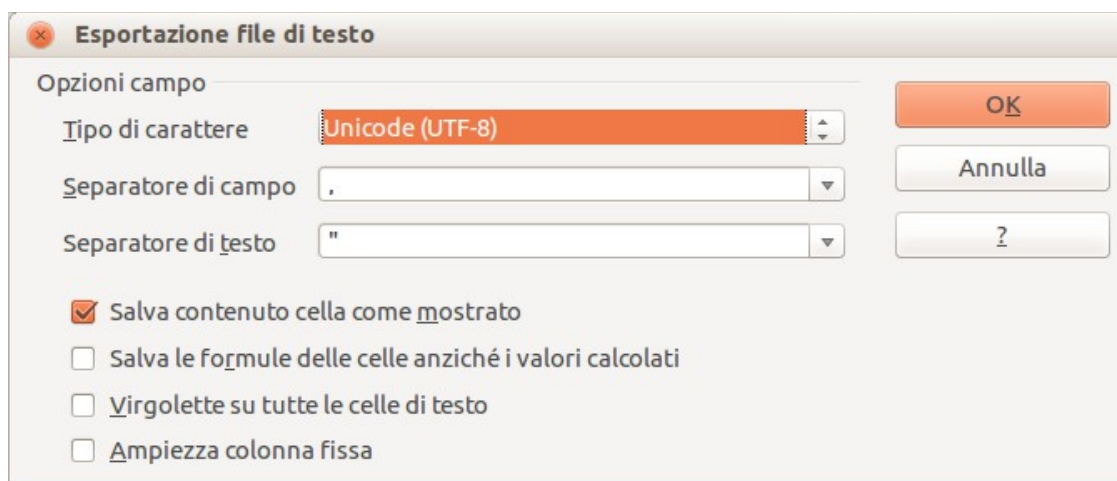 Esportazione file di testo
Opzioni campo
Tipo di carattere Unicode (UTF-8)
Separatore di campo ,
Separatore di testo "
Salva contenuto cella come mostrato
Salva le formule delle celle anziché i valori calcolati
Virgolette su tutte le celle di testo
Ampiezza colonna fissa
OK
Annulla
?